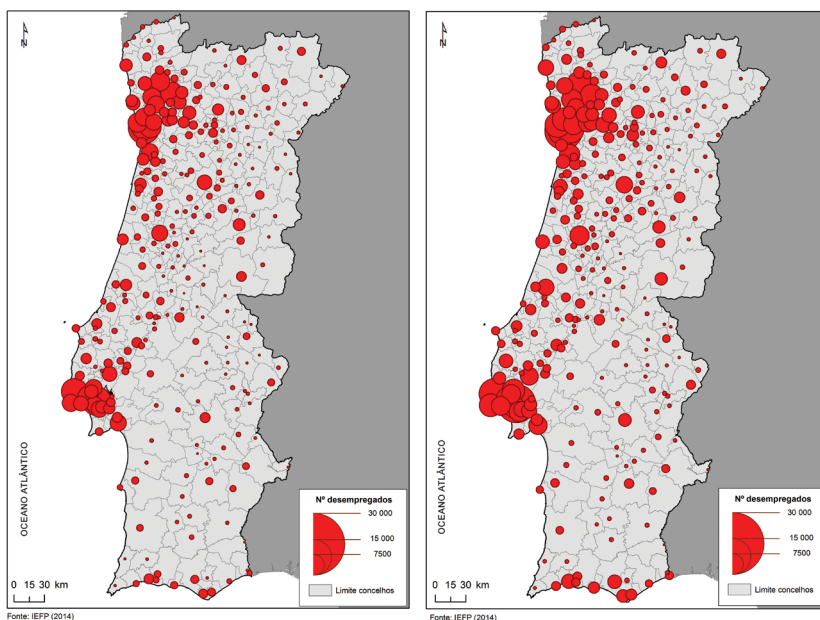 N
OCEANO ATLÂNTICO
Nº desempregados
30 000
15 000
7500
Limite concelhos
0 15 30 km
Fonte: IEFP (2014)
N
OCEANO ATLÂNTICO
Nº desempregados
30 000
15 000
7500
Limite concelhos
0 15 30 km
Fonte: IEFP (2014)